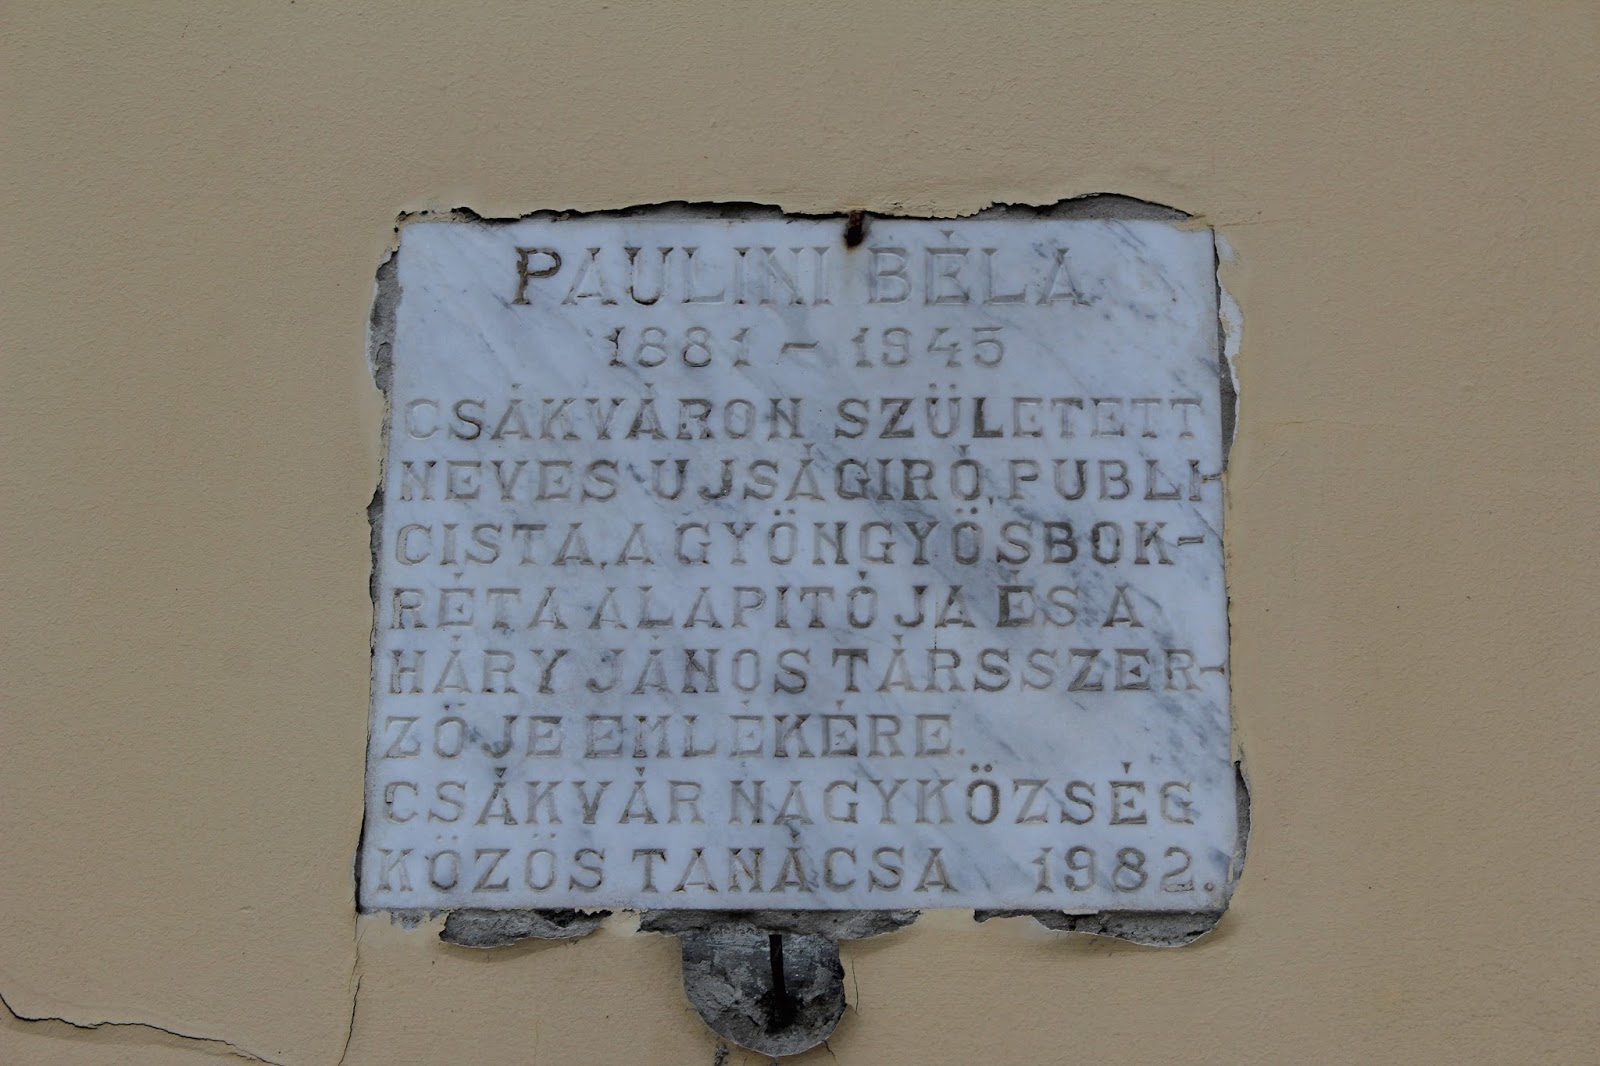 PAULINI BÉLA
1881 - 1945
CSÁKVÁRON SZÜLETETT
NEVES UJSÁGIRÓ, PUBLI-
CISTA, A GYÖNGYÖSBOK-
RÉTA ALAPITÓJA ÉS A
HÁRY JÁNOS TÁRSSZER-
ZŐJE EMLÉKÉRE.
CSÁKVÁR NAGYKÖZSÉG
KÖZÖS TANÁCSA 1982.